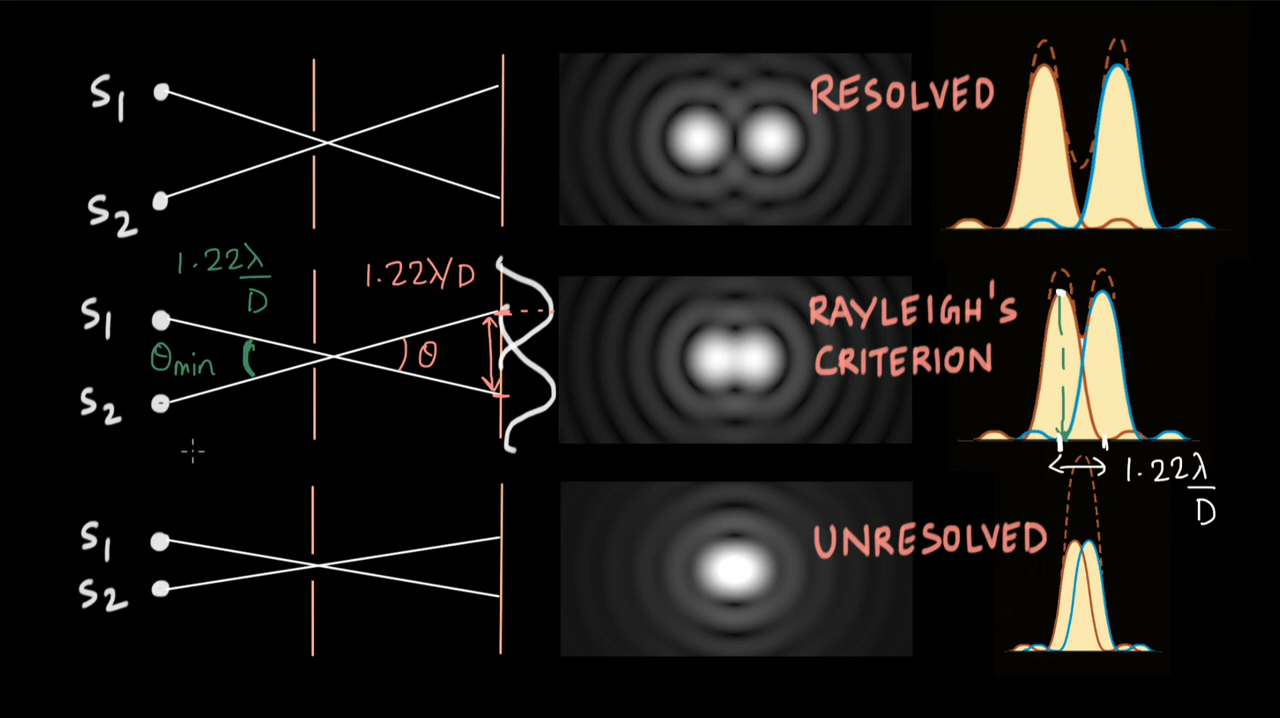 S1
S2
RESOLVED
1.22λ/D
1.22λ/D
S1
θmin
θ
S2
RAYLEIGH'S
CRITERION
1.22λ/D
S1
S2
UNRESOLVED